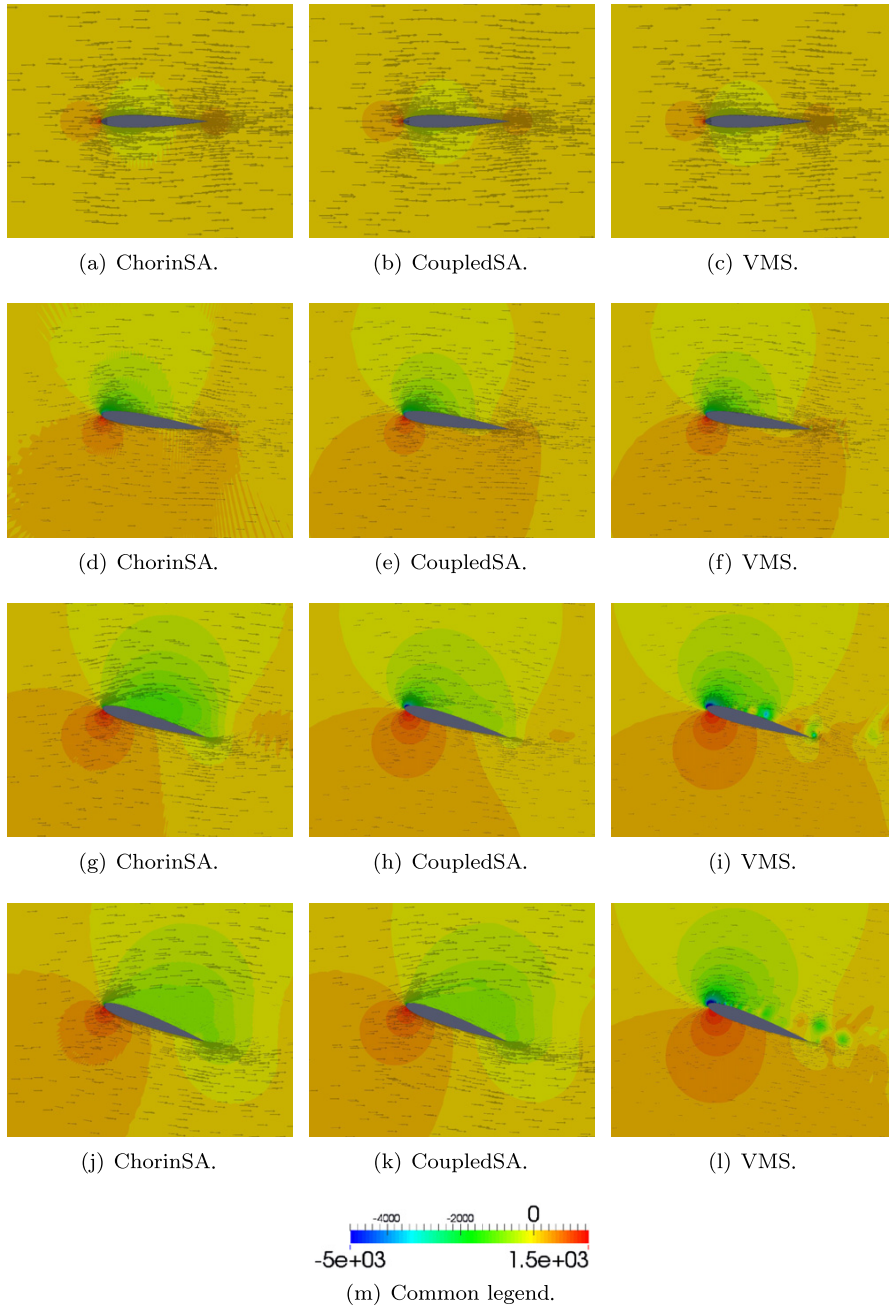 (a) ChorinSA.
(b) CoupledSA.
(c) VMS.
(d) ChorinSA.
(e) CoupledSA.
(f) VMS.
(g) ChorinSA.
(h) CoupledSA.
(i) VMS.
(j) ChorinSA.
(k) CoupledSA.
(l) VMS.
-4000 -2000 0
-5e+03 1.5e+03
(m) Common legend.